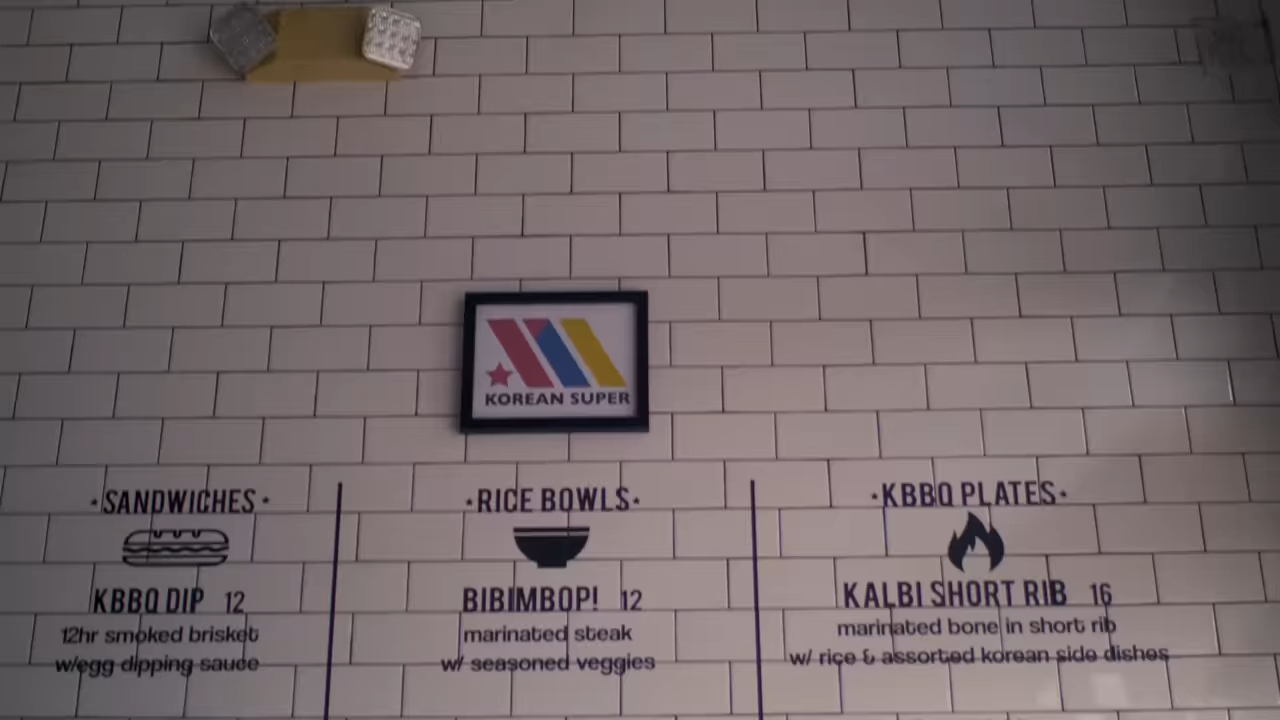 KOREAN SUPER
·SANDWICHES·
KBBQ DIP 12
12hr smoked brisket
w/egg dipping sauce
·RICE BOWLS·
BIBIMBOP! 12
marinated steak
w/ seasoned veggies
·KBBQ PLATES·
KALBI SHORT RIB 16
marinated bone in short rib
w/ rice & assorted korean side dishes